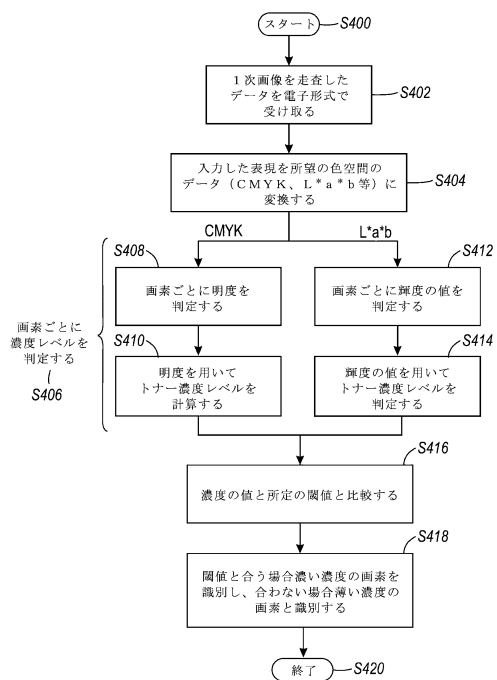 スタート
S400
1次画像を走査した
データを電子形式で
受け取る
S402
入力した表現を所望の色空間の
データ（CMYK、L*a*b等）に
変換する
S404
CMYK
L*a*b
S408
画素ごとに明度を
判定する
S412
画素ごとに輝度の値を
判定する
画素ごとに
濃度レベルを
判定する
S406
S410
明度を用いて
トナー濃度レベルを
計算する
S414
輝度の値を用いて
トナー濃度レベルを
判定する
S416
濃度の値と所定の閾値と比較する
S418
閾値と合う場合濃い濃度の画素を
識別し、合わない場合薄い濃度の
画素と識別する
終了
S420